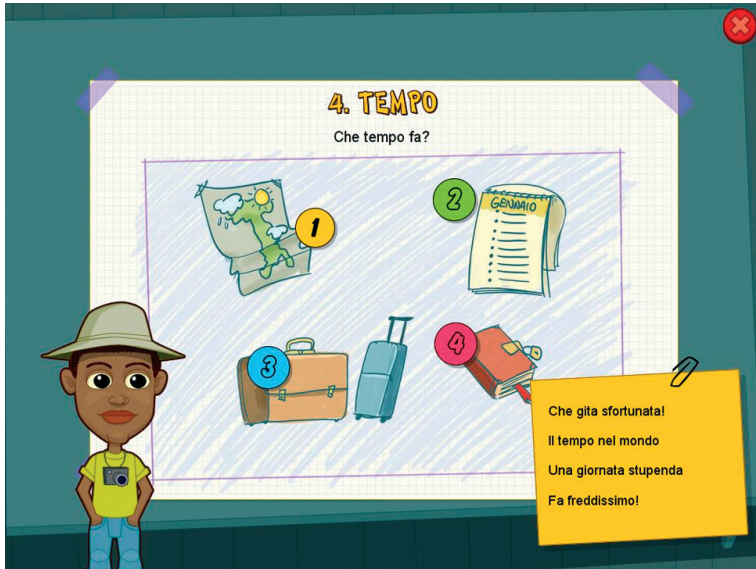 4. TEMPO
Che tempo fa?
1
2
GENNAIO
3
4
Che gita sfortunata!
Il tempo nel mondo
Una giornata stupenda
Fa freddissimo!